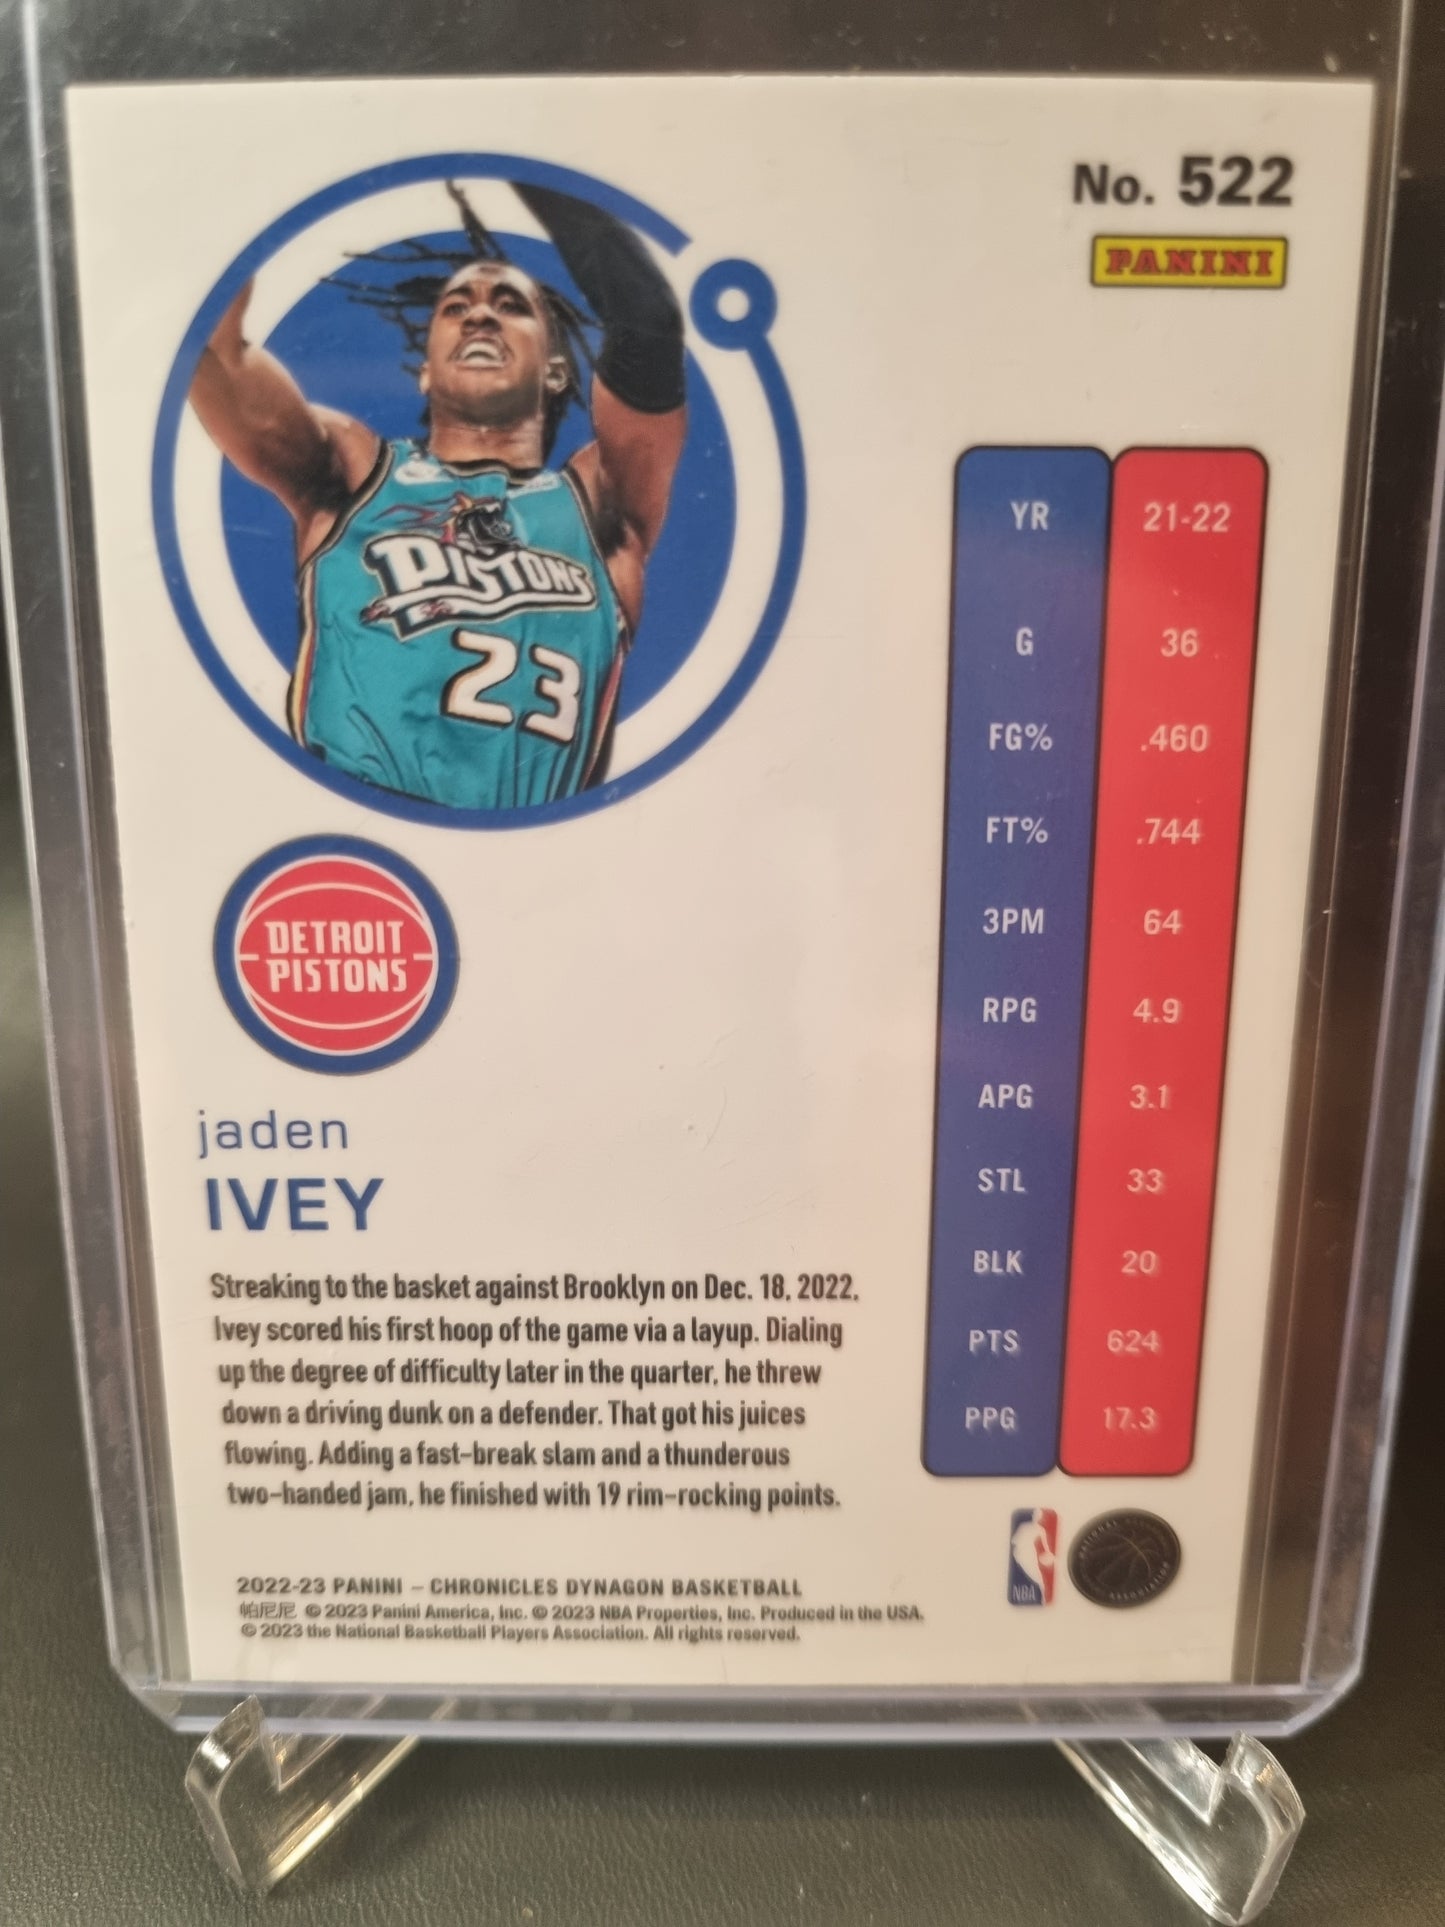 No. 522
PANINI
PISTONS
23
YR 21-22
G 36
FG% .460
FT% .744
3PM 64
RPG 4.9
APG 3.1
STL 33
BLK 20
PTS 624
PPG 17.3
DETROIT
PISTONS
jaden
IVEY
Streaking to the basket against Brooklyn on Dec. 18, 2022,
Ivey scored his first hoop of the game via a layup. Dialing
up the degree of difficulty later in the quarter, he threw
down a driving dunk on a defender. That got his juices
flowing. Adding a fast-break slam and a thunderous
two-handed jam, he finished with 19 rim-rocking points.
NBA
2022-23 PANINI – CHRONICLES DYNAGON BASKETBALL
帕尼尼 © 2023 Panini America, Inc. © 2023 NBA Properties, Inc. Produced in the USA.
© 2023 the National Basketball Players Association. All rights reserved.